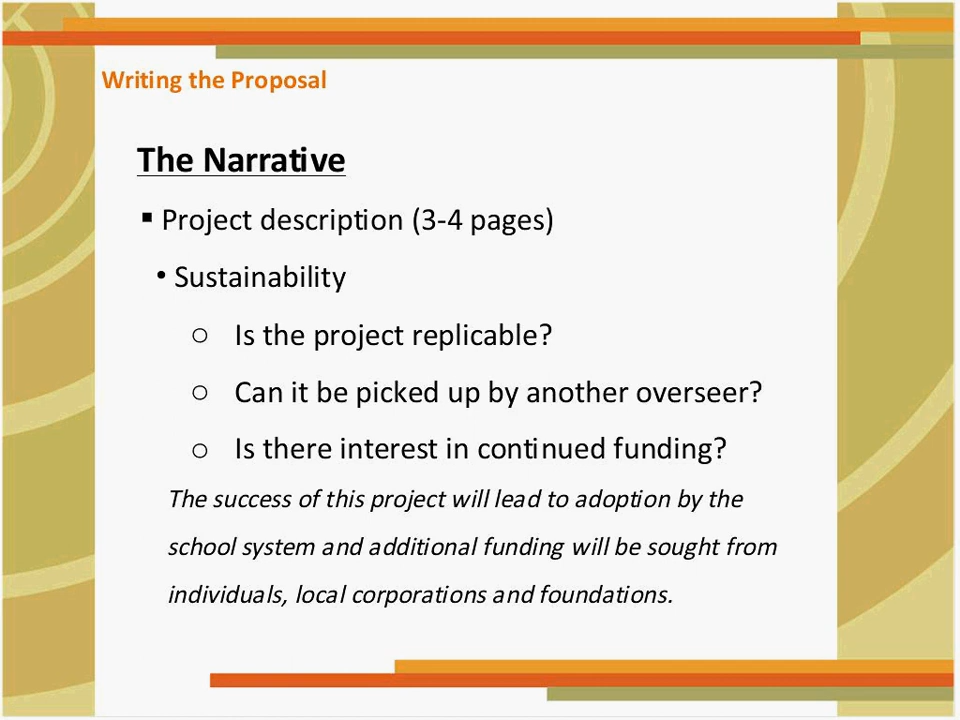 Writing the Proposal
The Narrative
▪ Project description (3-4 pages)
• Sustainability
○ Is the project replicable?
○ Can it be picked up by another overseer?
○ Is there interest in continued funding?
The success of this project will lead to adoption by the
school system and additional funding will be sought from
individuals, local corporations and foundations.